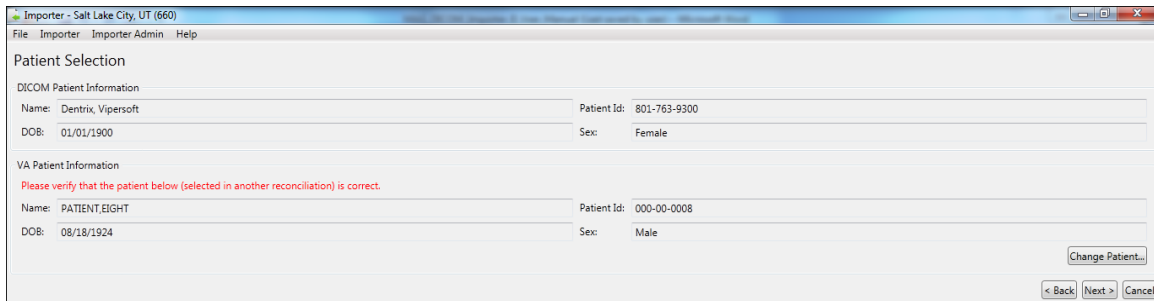 Importer - Salt Lake City, UT (660)
File Importer Importer Admin Help
Patient Selection
DICOM Patient Information
Name: Dentrix, Vipersoft Patient Id: 801-763-9300
DOB: 01/01/1900 Sex: Female
VA Patient Information
Please verify that the patient below (selected in another reconciliation) is correct.
Name: PATIENT,EIGHT Patient Id: 000-00-0008
DOB: 08/18/1924 Sex: Male
Change Patient...
< Back Next > Cancel